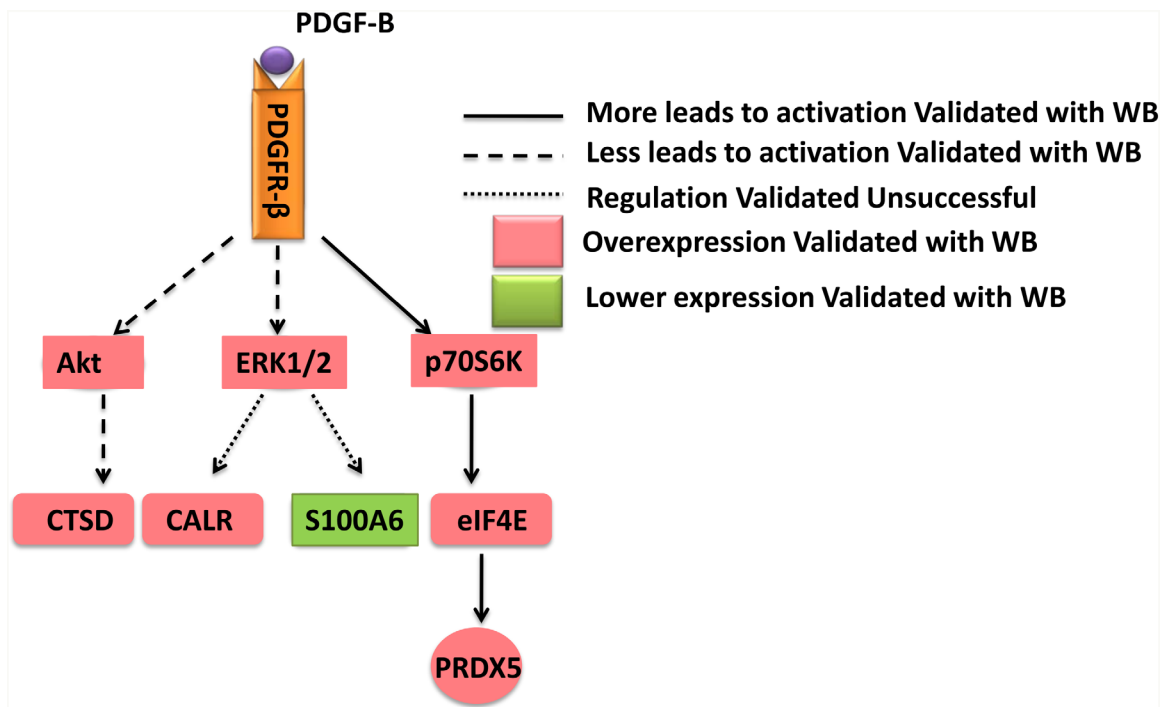 PDGF-B
PDGFR-β
More leads to activation Validated with WB
Less leads to activation Validated with WB
Regulation Validated Unsuccessful
Overexpression Validated with WB
Lower expression Validated with WB
Akt
ERK1/2
p70S6K
CTSD
CALR
S100A6
eIF4E
PRDX5